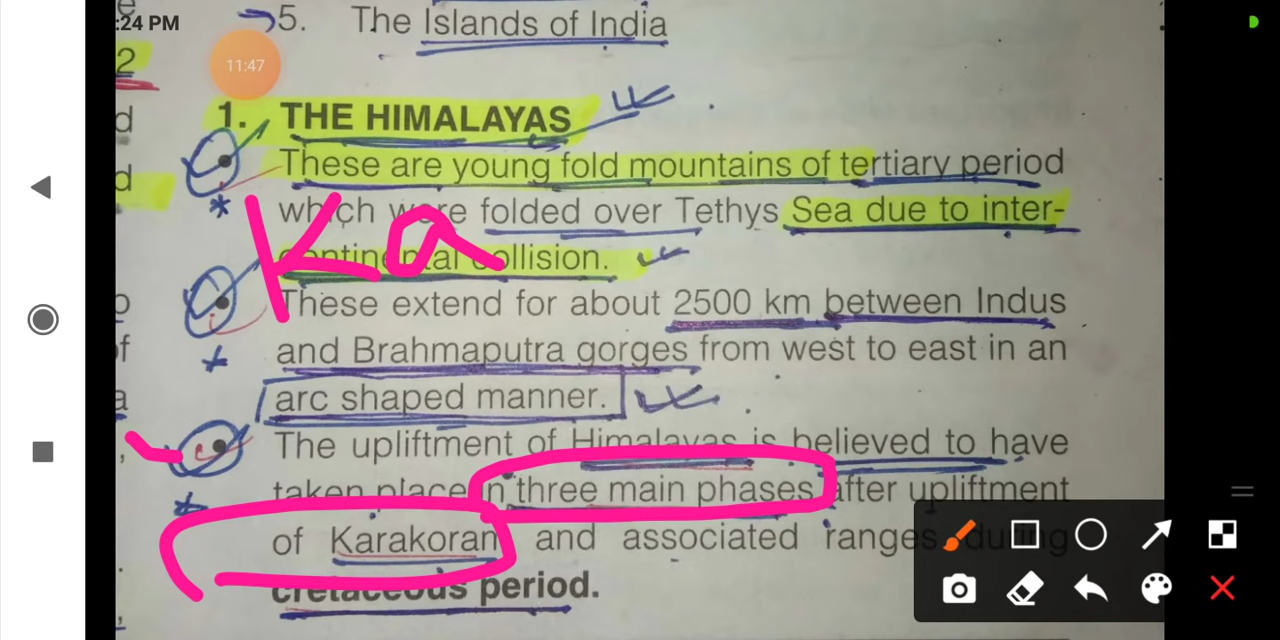 e
:24 PM
5. The Islands of India
2
11:47
d
1. THE HIMALAYAS
d
These are young fold mountains of tertiary period
which were folded over Tethys Sea due to inter-
continental collision.
Ka
These extend for about 2500 km between Indus
and Brahmaputra gorges from west to east in an
arc shaped manner.
The upliftment of Himalayas is believed to have
taken place in three main phases after upliftment
of Karakoran and associated ranges during
cretaceous period.